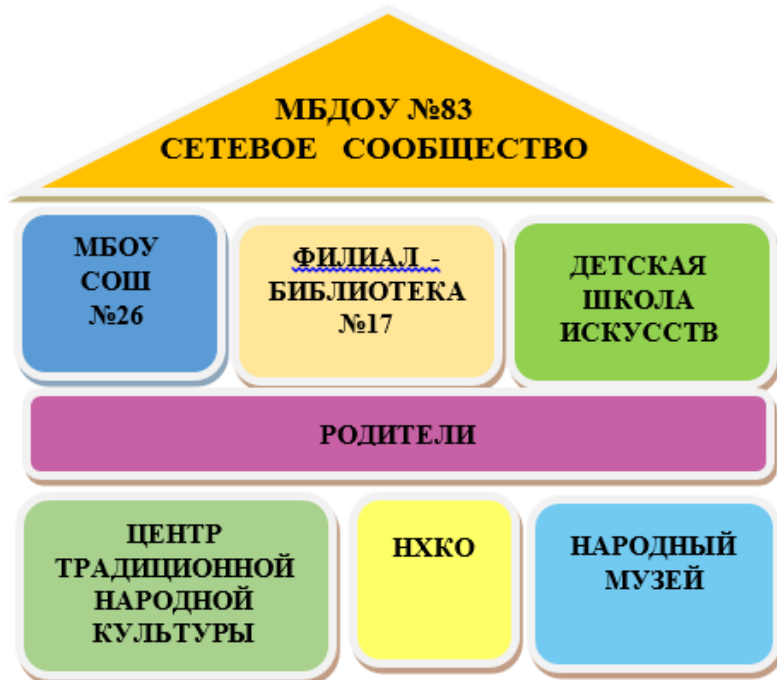 МБДОУ №83
СЕТЕВОЕ СООБЩЕСТВО
МБОУ
СОШ
№26
ФИЛИАЛ -
БИБЛИОТЕКА
№17
ДЕТСКАЯ
ШКОЛА
ИСКУССТВ
РОДИТЕЛИ
ЦЕНТР
ТРАДИЦИОННОЙ
НАРОДНОЙ
КУЛЬТУРЫ
НХКО
НАРОДНЫЙ
МУЗЕЙ